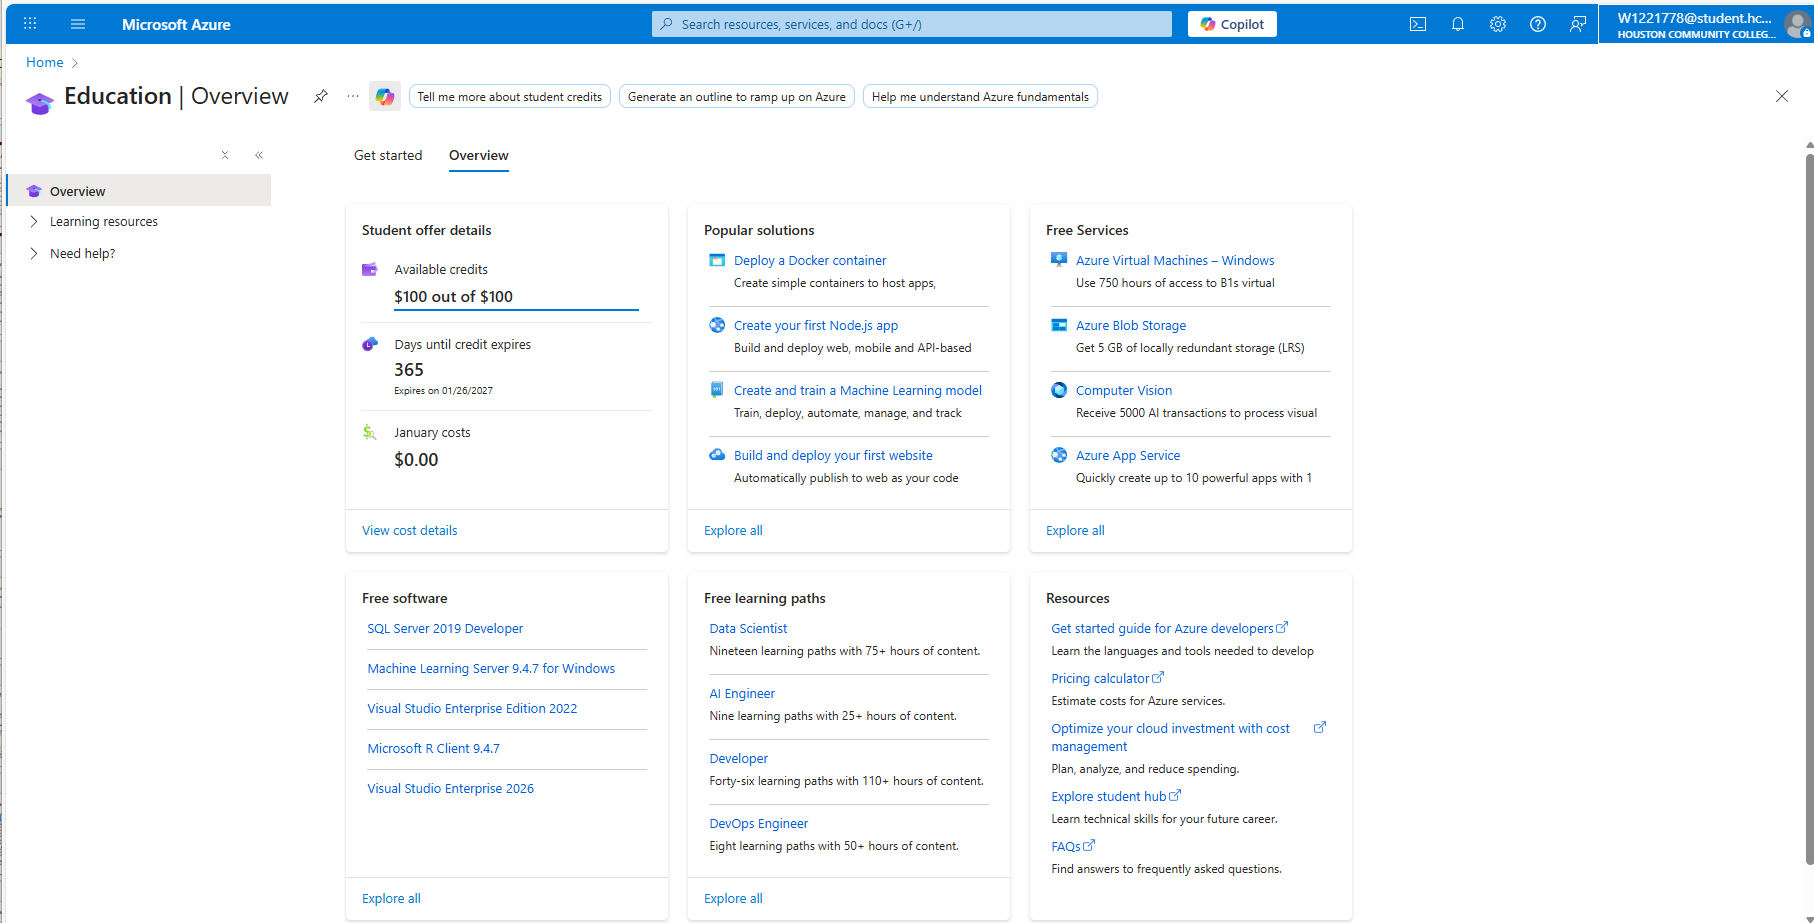 Microsoft Azure
Search resources, services, and docs (G+/)
Copilot
W1221778@student.hc...
HOUSTON COMMUNITY COLLEG...
Home
Education | Overview
Tell me more about student credits
Generate an outline to ramp up on Azure
Help me understand Azure fundamentals
Overview
Learning resources
Need help?
Get started
Overview
Student offer details
Available credits
$100 out of $100
Days until credit expires
365
Expires on 01/26/2027
January costs
$0.00
View cost details
Popular solutions
Deploy a Docker container
Create simple containers to host apps,
Create your first Node.js app
Build and deploy web, mobile and API-based
Create and train a Machine Learning model
Train, deploy, automate, manage, and track
Build and deploy your first website
Automatically publish to web as your code
Explore all
Free Services
Azure Virtual Machines – Windows
Use 750 hours of access to B1s virtual
Azure Blob Storage
Get 5 GB of locally redundant storage (LRS)
Computer Vision
Receive 5000 AI transactions to process visual
Azure App Service
Quickly create up to 10 powerful apps with 1
Explore all
Free software
SQL Server 2019 Developer
Machine Learning Server 9.4.7 for Windows
Visual Studio Enterprise Edition 2022
Microsoft R Client 9.4.7
Visual Studio Enterprise 2026
Explore all
Free learning paths
Data Scientist
Nineteen learning paths with 75+ hours of content.
AI Engineer
Nine learning paths with 25+ hours of content.
Developer
Forty-six learning paths with 110+ hours of content.
DevOps Engineer
Eight learning paths with 50+ hours of content.
Explore all
Resources
Get started guide for Azure developers
Learn the languages and tools needed to develop
Pricing calculator
Estimate costs for Azure services.
Optimize your cloud investment with cost
management
Plan, analyze, and reduce spending.
Explore student hub
Learn technical skills for your future career.
FAQs
Find answers to frequently asked questions.